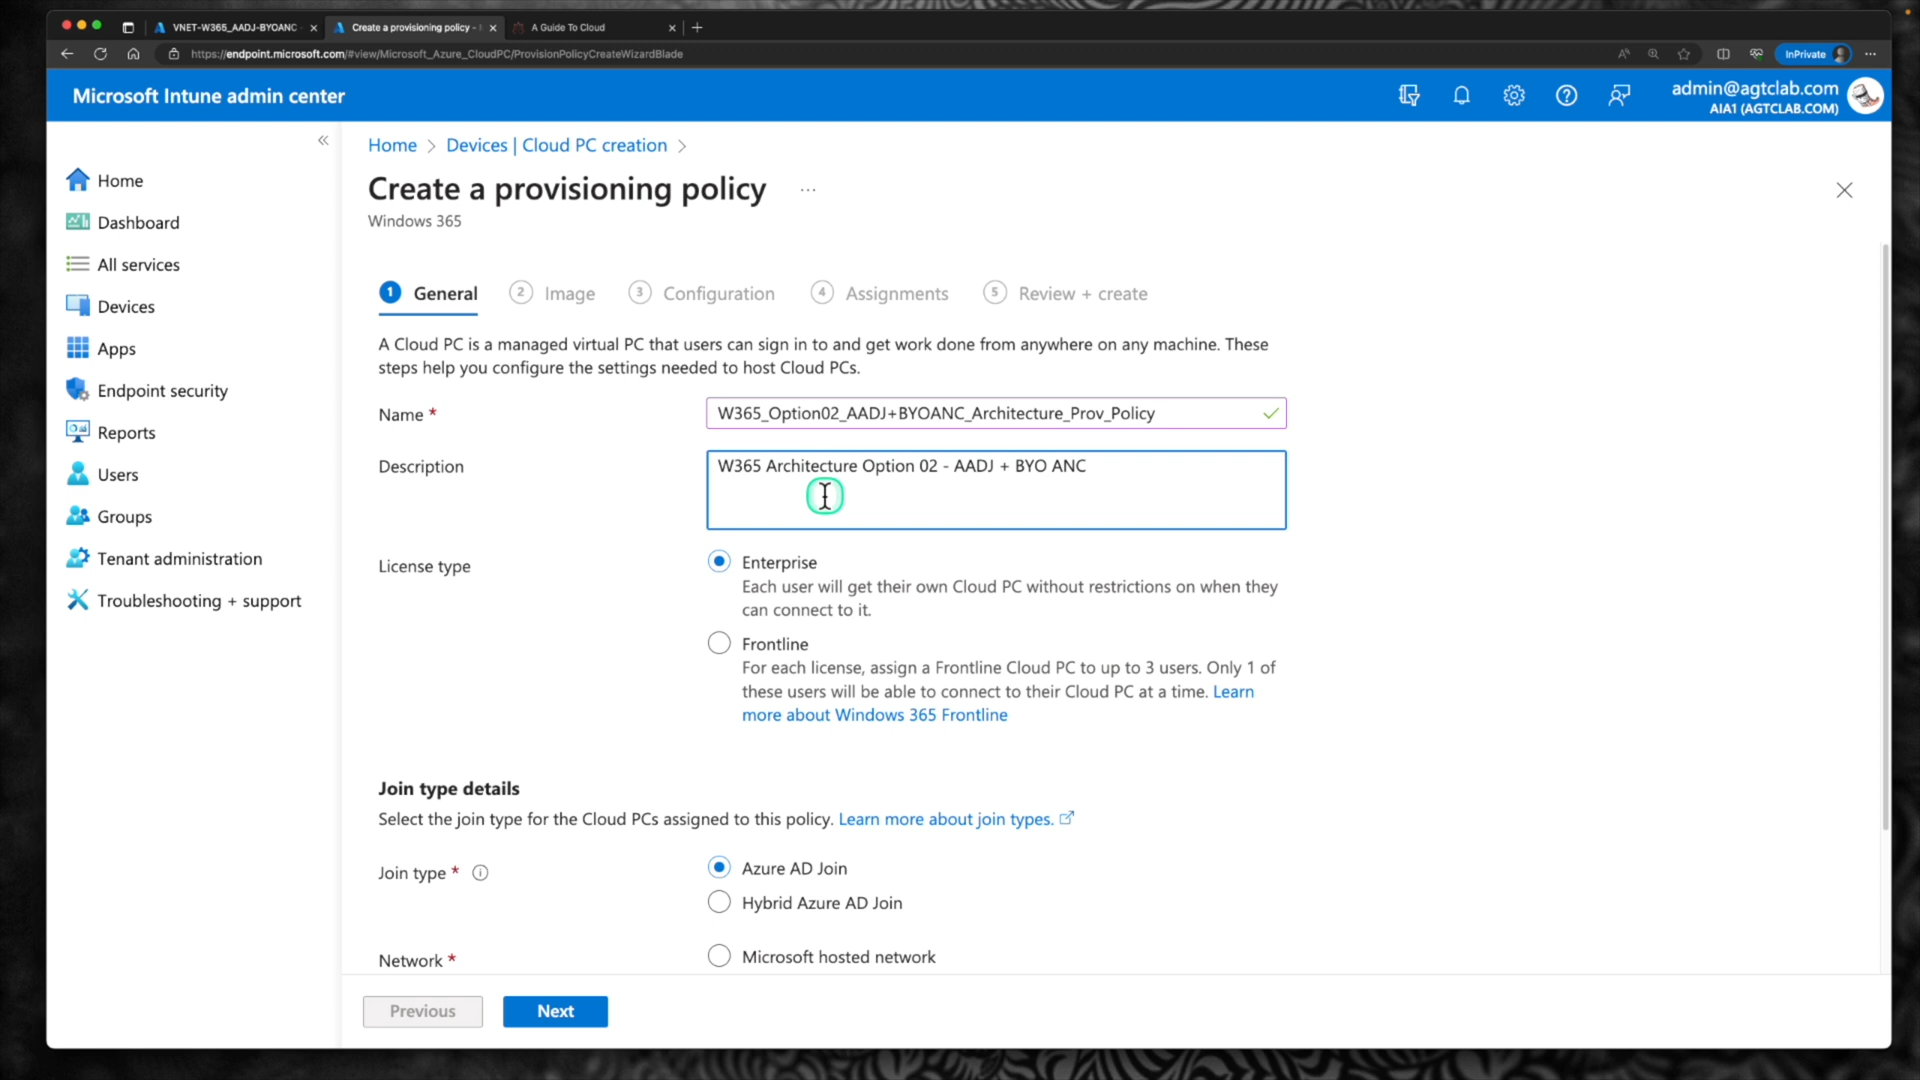 VNET-W365_AADJ-BYOANC
Create a provisioning policy -
A Guide To Cloud
https://endpoint.microsoft.com/#view/Microsoft_Azure_CloudPC/ProvisionPolicyCreateWizardBlade
InPrivate
Microsoft Intune admin center
admin@agtclab.com
AIA1 (AGTCLAB.COM)
Home > Devices | Cloud PC creation >
Create a provisioning policy ...
Windows 365
Home
Dashboard
All services
Devices
Apps
Endpoint security
Reports
Users
Groups
Tenant administration
Troubleshooting + support
1 General 2 Image 3 Configuration 4 Assignments 5 Review + create
A Cloud PC is a managed virtual PC that users can sign in to and get work done from anywhere on any machine. These
steps help you configure the settings needed to host Cloud PCs.
Name * W365_Option02_AADJ+BYOANC_Architecture_Prov_Policy
Description W365 Architecture Option 02 - AADJ + BYO ANC
License type Enterprise
Each user will get their own Cloud PC without restrictions on when they
can connect to it.
Frontline
For each license, assign a Frontline Cloud PC to up to 3 users. Only 1 of
these users will be able to connect to their Cloud PC at a time. Learn
more about Windows 365 Frontline
Join type details
Select the join type for the Cloud PCs assigned to this policy. Learn more about join types.
Join type * Azure AD Join
Hybrid Azure AD Join
Network * Microsoft hosted network
Previous Next